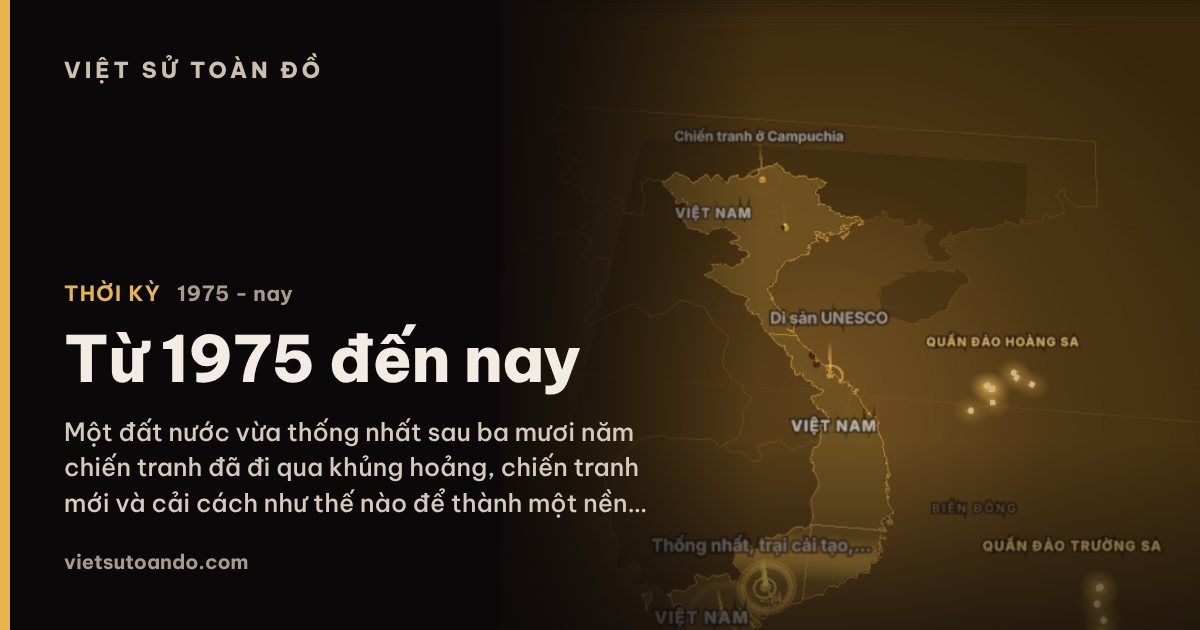 VIỆT SỬ TOÀN ĐỒ
THỜI KỲ 1975 - nay
Từ 1975 đến nay
Một đất nước vừa thống nhất sau ba mươi năm
chiến tranh đã đi qua khủng hoảng, chiến tranh
mới và cải cách như thế nào để thành một nền...
vietsutoando.com
Chiến tranh ở Campuchia
VIỆT NAM
Di sản UNESCO
QUẦN ĐẢO HOÀNG SA
VIỆT NAM
BIỂN ĐÔNG
Thống nhất, trại cải tạo,...
QUẦN ĐẢO TRƯỜNG SA
VIỆT NAM